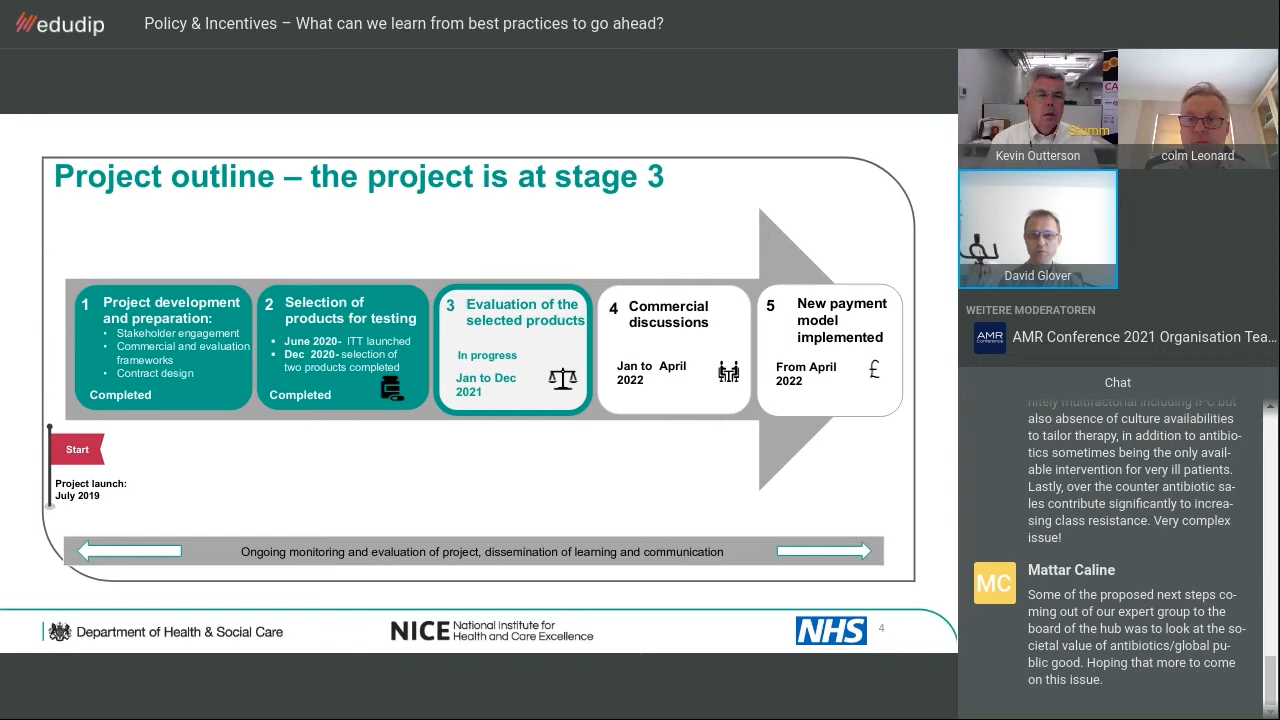 edudip
Policy & Incentives – What can we learn from best practices to go ahead?
Project outline – the project is at stage 3
1 Project development
and preparation:
• Stakeholder engagement
• Commercial and evaluation
frameworks
• Contract design
Completed
2 Selection of
products for testing
▪ June 2020- ITT launched
▪ Dec 2020- selection of
two products completed
Completed
3 Evaluation of the
selected products
In progress
Jan to Dec
2021
4 Commercial
discussions
Jan to April
2022
5 New payment
model
implemented
From April
2022
£
Start
Project launch:
July 2019
Ongoing monitoring and evaluation of project, dissemination of learning and communication
Department of Health & Social Care
NICE National Institute for
Health and Care Excellence
NHS
4
Stumm
Kevin Outterson
colm Leonard
David Glover
WEITERE MODERATOREN
AMR
Conference
AMR Conference 2021 Organisation Tea...
Chat
nitely multifactorial including IPC but
also absence of culture availabilities
to tailor therapy, in addition to antibio-
tics sometimes being the only avail-
able intervention for very ill patients.
Lastly, over the counter antibiotic sa-
les contribute significantly to increa-
sing class resistance. Very complex
issue!
MC
Mattar Caline
Some of the proposed next steps co-
ming out of our expert group to the
board of the hub was to look at the so-
cietal value of antibiotics/global pu-
blic good. Hoping that more to come
on this issue.